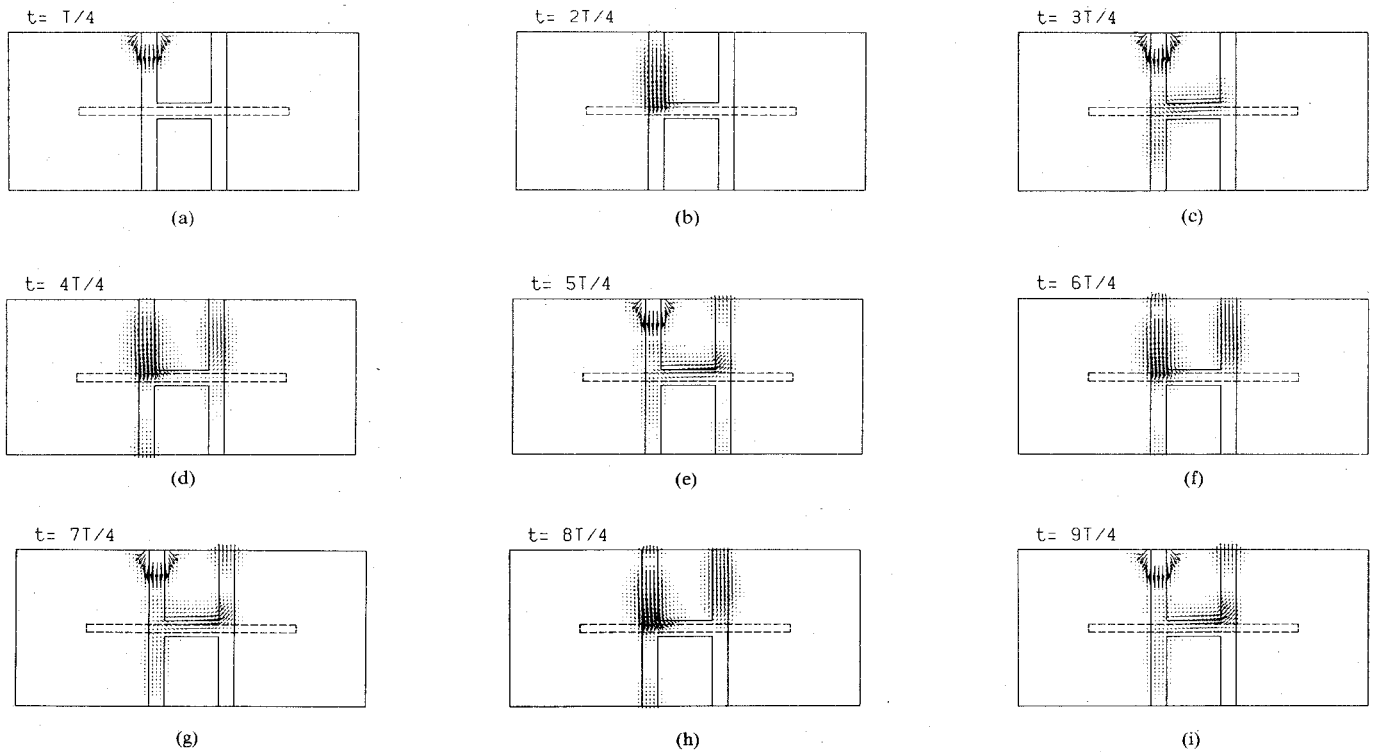 t= T/4
t= 2T/4
t= 3T/4
(a)
(b)
(c)
t= 4T/4
t= 5T/4
t= 6T/4
(d)
(e)
(f)
t= 7T/4
t= 8T/4
t= 9T/4
(g)
(h)
(i)